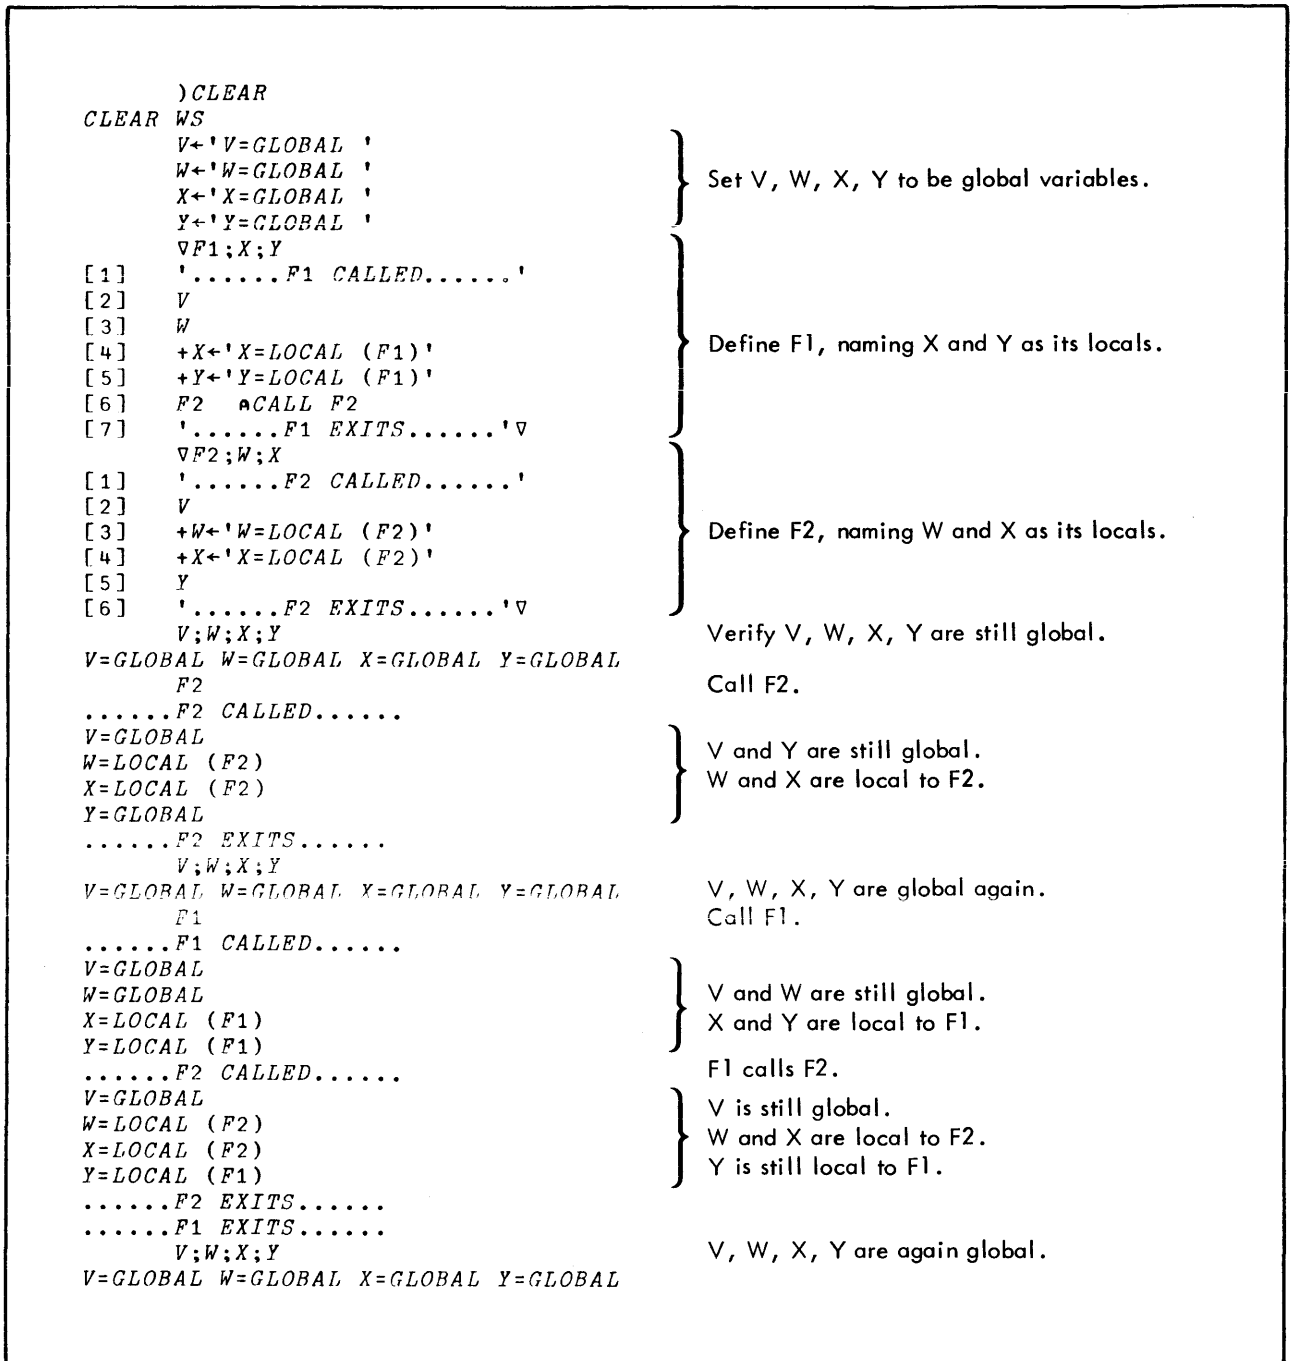 )CLEAR
CLEAR WS
V←'V=GLOBAL '
W←'W=GLOBAL '
X←'X=GLOBAL '
Y←'Y=GLOBAL '
Set V, W, X, Y to be global variables.
∇F1;X;Y
[1] '......F1 CALLED......'
[2] V
[3] W
[4] +X←'X=LOCAL (F1)'
[5] +Y←'Y=LOCAL (F1)'
[6] F2 ⍝CALL F2
[7] '......F1 EXITS......'∇
Define F1, naming X and Y as its locals.
∇F2;W;X
[1] '......F2 CALLED......'
[2] V
[3] +W←'W=LOCAL (F2)'
[4] +X←'X=LOCAL (F2)'
[5] Y
[6] '......F2 EXITS......'∇
Define F2, naming W and X as its locals.
V;W;X;Y Verify V, W, X, Y are still global.
V=GLOBAL W=GLOBAL X=GLOBAL Y=GLOBAL
F2 Call F2.
......F2 CALLED......
V=GLOBAL
W=LOCAL (F2)
X=LOCAL (F2)
Y=GLOBAL
V and Y are still global.
W and X are local to F2.
......F2 EXITS......
V;W;X;Y
V=GLOBAL W=GLOBAL X=GLOBAL Y=GLOBAL V, W, X, Y are global again.
F1 Call F1.
......F1 CALLED......
V=GLOBAL
W=GLOBAL
X=LOCAL (F1)
Y=LOCAL (F1)
V and W are still global.
X and Y are local to F1.
......F2 CALLED...... F1 calls F2.
V=GLOBAL
W=LOCAL (F2)
X=LOCAL (F2)
Y=LOCAL (F1)
V is still global.
W and X are local to F2.
Y is still local to F1.
......F2 EXITS......
......F1 EXITS......
V;W;X;Y V, W, X, Y are again global.
V=GLOBAL W=GLOBAL X=GLOBAL Y=GLOBAL